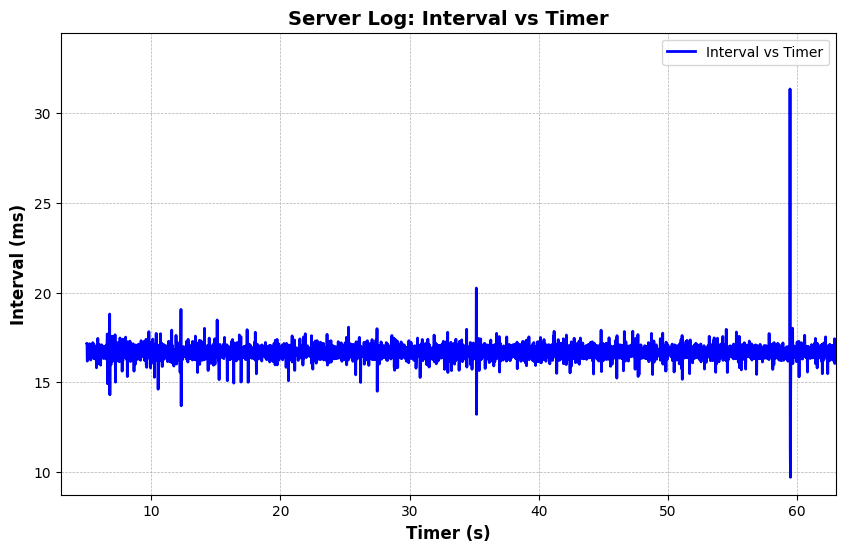 Server Log: Interval vs Timer
Interval vs Timer
30
25
20
15
10
Interval (ms)
10 20 30 40 50 60
Timer (s)